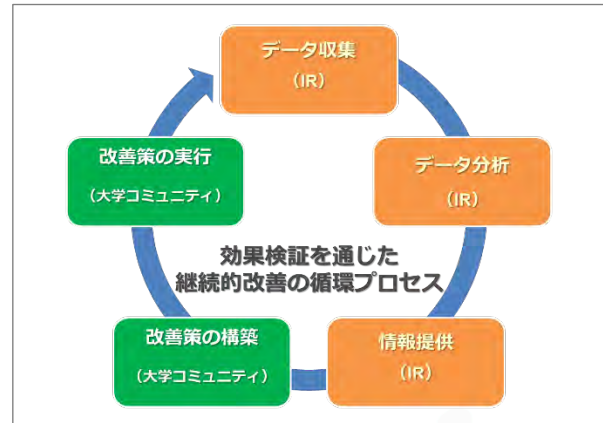 データ収集
（IR）
データ分析
（IR）
情報提供
（IR）
改善策の構築
（大学コミュニティ）
改善策の実行
（大学コミュニティ）
効果検証を通じた
継続的改善の循環プロセス